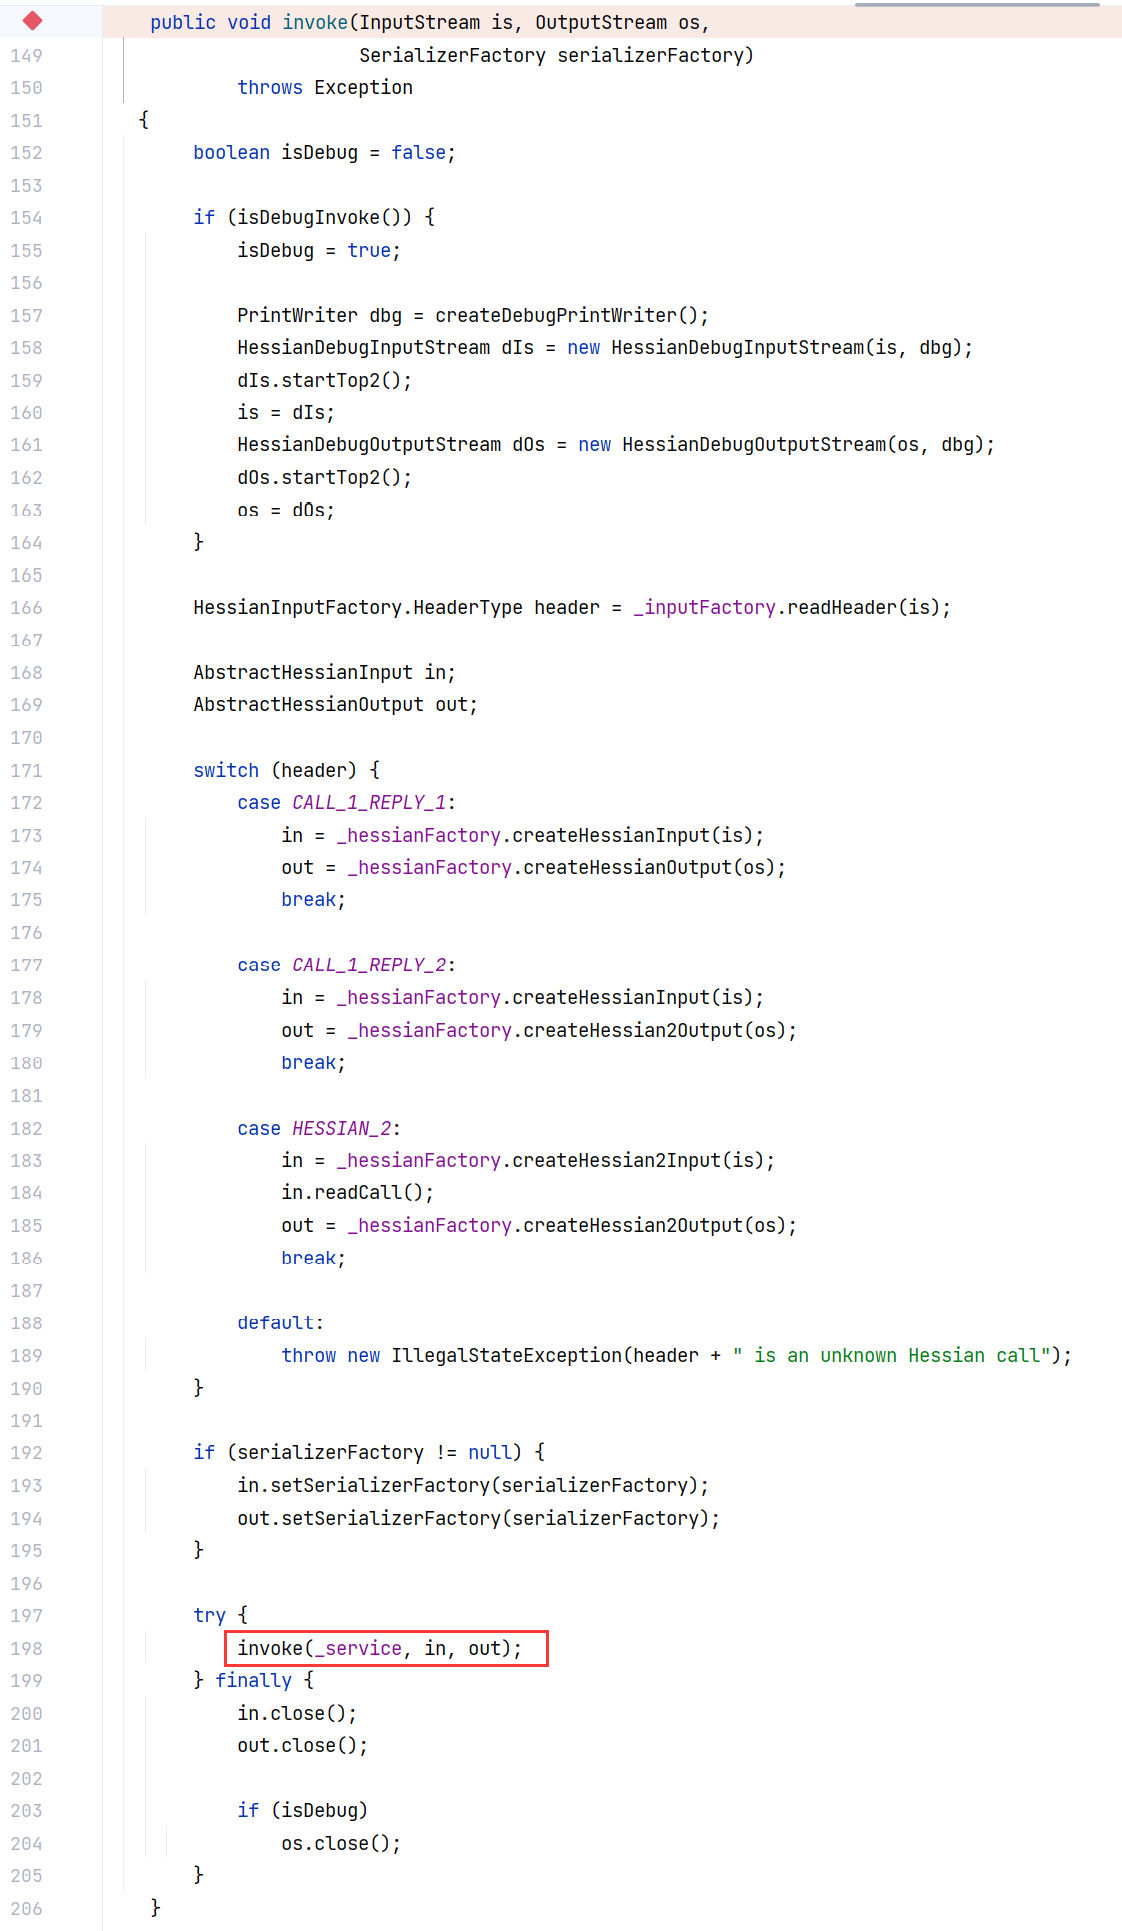 public void invoke(InputStream is, OutputStream os,
149 SerializerFactory serializerFactory)
150 throws Exception
151 {
152 boolean isDebug = false;
153
154 if (isDebugInvoke()) {
155 isDebug = true;
156
157 PrintWriter dbg = createDebugPrintWriter();
158 HessianDebugInputStream dIs = new HessianDebugInputStream(is, dbg);
159 dIs.startTop2();
160 is = dIs;
161 HessianDebugOutputStream dOs = new HessianDebugOutputStream(os, dbg);
162 dOs.startTop2();
163 os = dOs;
164 }
165
166 HessianInputFactory.HeaderType header = _inputFactory.readHeader(is);
167
168 AbstractHessianInput in;
169 AbstractHessianOutput out;
170
171 switch (header) {
172 case CALL_1_REPLY_1:
173 in = _hessianFactory.createHessianInput(is);
174 out = _hessianFactory.createHessianOutput(os);
175 break;
176
177 case CALL_1_REPLY_2:
178 in = _hessianFactory.createHessianInput(is);
179 out = _hessianFactory.createHessian2Output(os);
180 break;
181
182 case HESSIAN_2:
183 in = _hessianFactory.createHessian2Input(is);
184 in.readCall();
185 out = _hessianFactory.createHessian2Output(os);
186 break;
187
188 default:
189 throw new IllegalStateException(header + " is an unknown Hessian call");
190 }
191
192 if (serializerFactory != null) {
193 in.setSerializerFactory(serializerFactory);
194 out.setSerializerFactory(serializerFactory);
195 }
196
197 try {
198 invoke(_service, in, out);
199 } finally {
200 in.close();
201 out.close();
202
203 if (isDebug)
204 os.close();
205 }
206 }